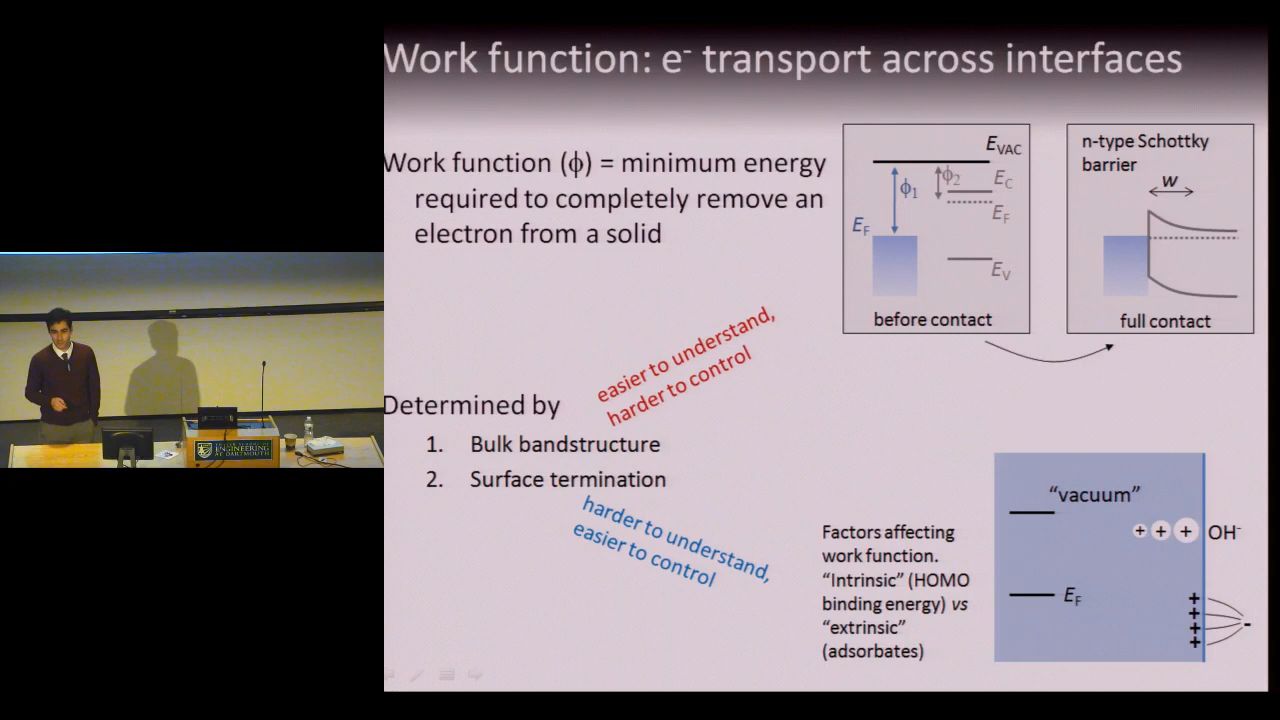 Work function: e⁻ transport across interfaces
Work function (ϕ) = minimum energy
required to completely remove an
electron from a solid
E_VAC
ϕ₁
ϕ₂
E_C
E_F
E_F
E_V
before contact
n-type Schottky
barrier
w
full contact
easier to understand,
harder to control
Determined by
1. Bulk bandstructure
2. Surface termination
harder to understand,
easier to control
Factors affecting
work function.
“Intrinsic” (HOMO
binding energy) vs
“extrinsic”
(adsorbates)
“vacuum”
+ + + OH⁻
E_F
+
+
+
+
-
ENGINEERING
AT DARTMOUTH